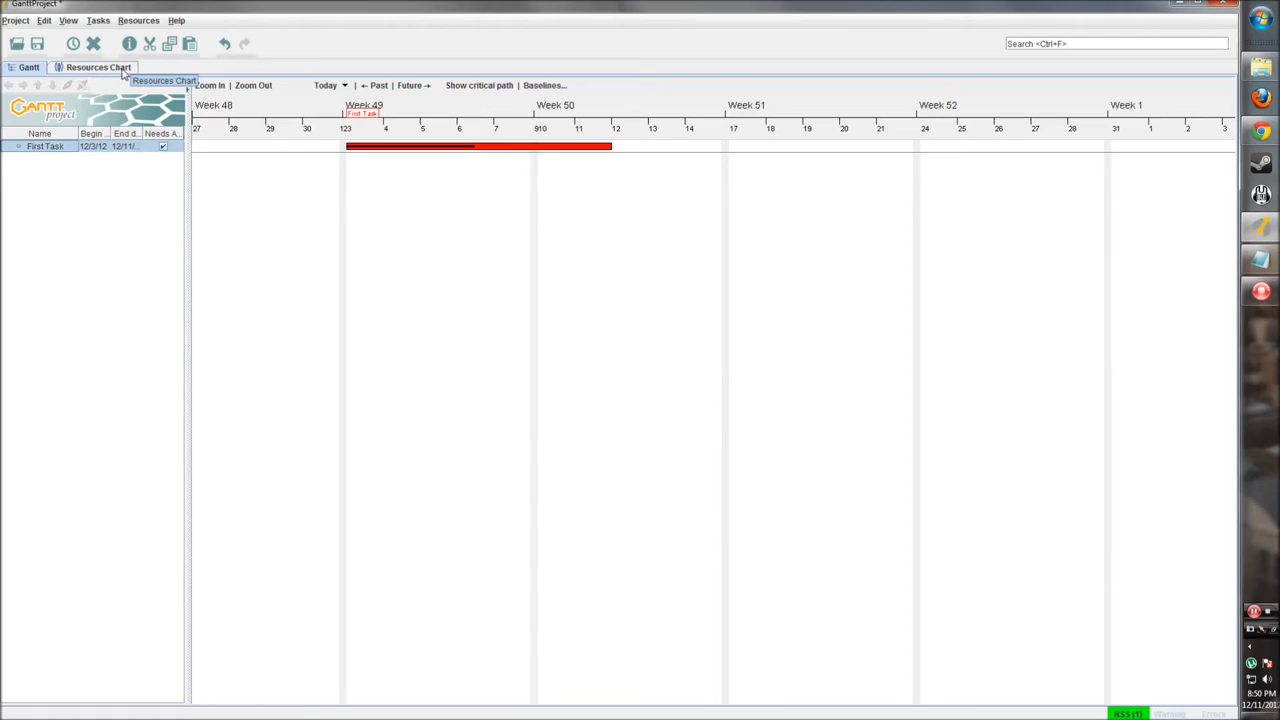 GanttProject *
Project Edit View Tasks Resources Help
Search <Ctrl+F>
Gantt Resources Chart
Resources Chart
Zoom In | Zoom Out Today | ← Past | Future → Show critical path | Baselines...
GANTT project
Week 48 Week 49 Week 50 Week 51 Week 52 Week 1
First Task
27 28 29 30 123 4 5 6 7 910 11 12 13 14 17 18 19 20 21 24 25 26 27 28 31 1 2 3
Name Begin ... End d... Needs A...
First Task 12/3/12 12/11/...
8:50 PM
12/11/201
RSS (1) Warning Errors